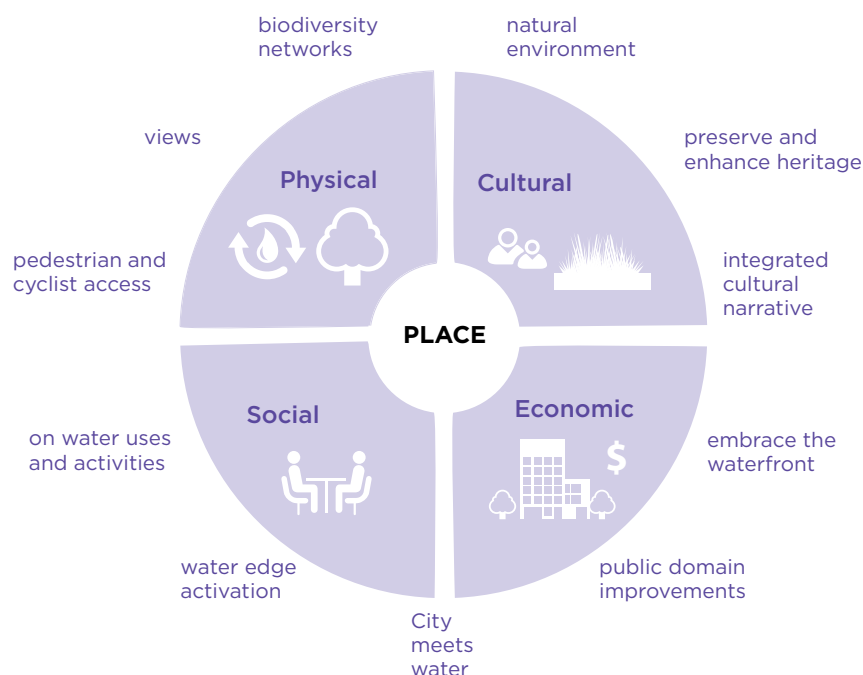 biodiversity
networks
natural
environment
views
preserve and
enhance heritage
Physical
Cultural
pedestrian and
cyclist access
integrated
cultural
narrative
PLACE
Social
Economic
on water uses
and activities
embrace the
waterfront
$
water edge
activation
public domain
improvements
City
meets
water